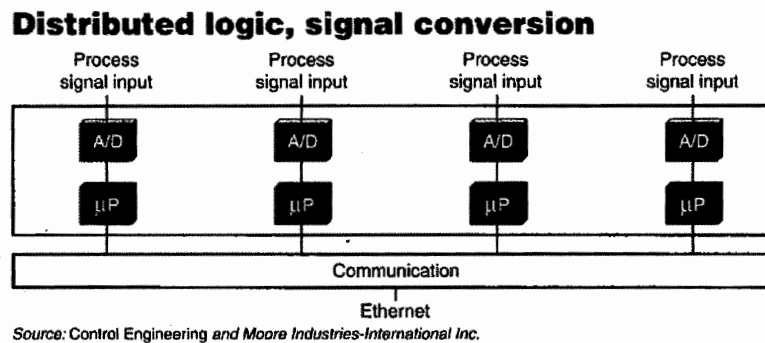 Distributed logic, signal conversion
Process Process Process Process
signal input signal input signal input signal input
A/D A/D A/D A/D
μP μP μP μP
Communication
Ethernet
Source: Control Engineering and Moore Industries-International Inc.